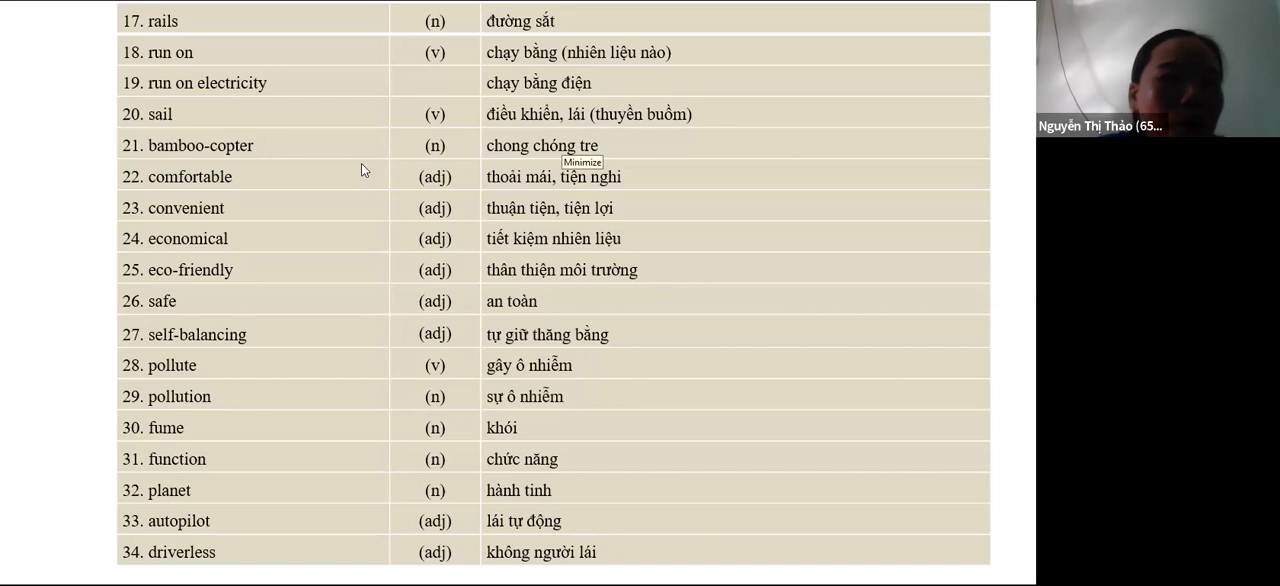 17. rails (n) đường sắt
18. run on (v) chạy bằng (nhiên liệu nào)
19. run on electricity chạy bằng điện
20. sail (v) điều khiển, lái (thuyền buồm)
21. bamboo-copter (n) chong chóng tre
Minimize
22. comfortable (adj) thoải mái, tiện nghi
23. convenient (adj) thuận tiện, tiện lợi
24. economical (adj) tiết kiệm nhiên liệu
25. eco-friendly (adj) thân thiện môi trường
26. safe (adj) an toàn
27. self-balancing (adj) tự giữ thăng bằng
28. pollute (v) gây ô nhiễm
29. pollution (n) sự ô nhiễm
30. fume (n) khói
31. function (n) chức năng
32. planet (n) hành tinh
33. autopilot (adj) lái tự động
34. driverless (adj) không người lái
Nguyễn Thị Thảo (65...